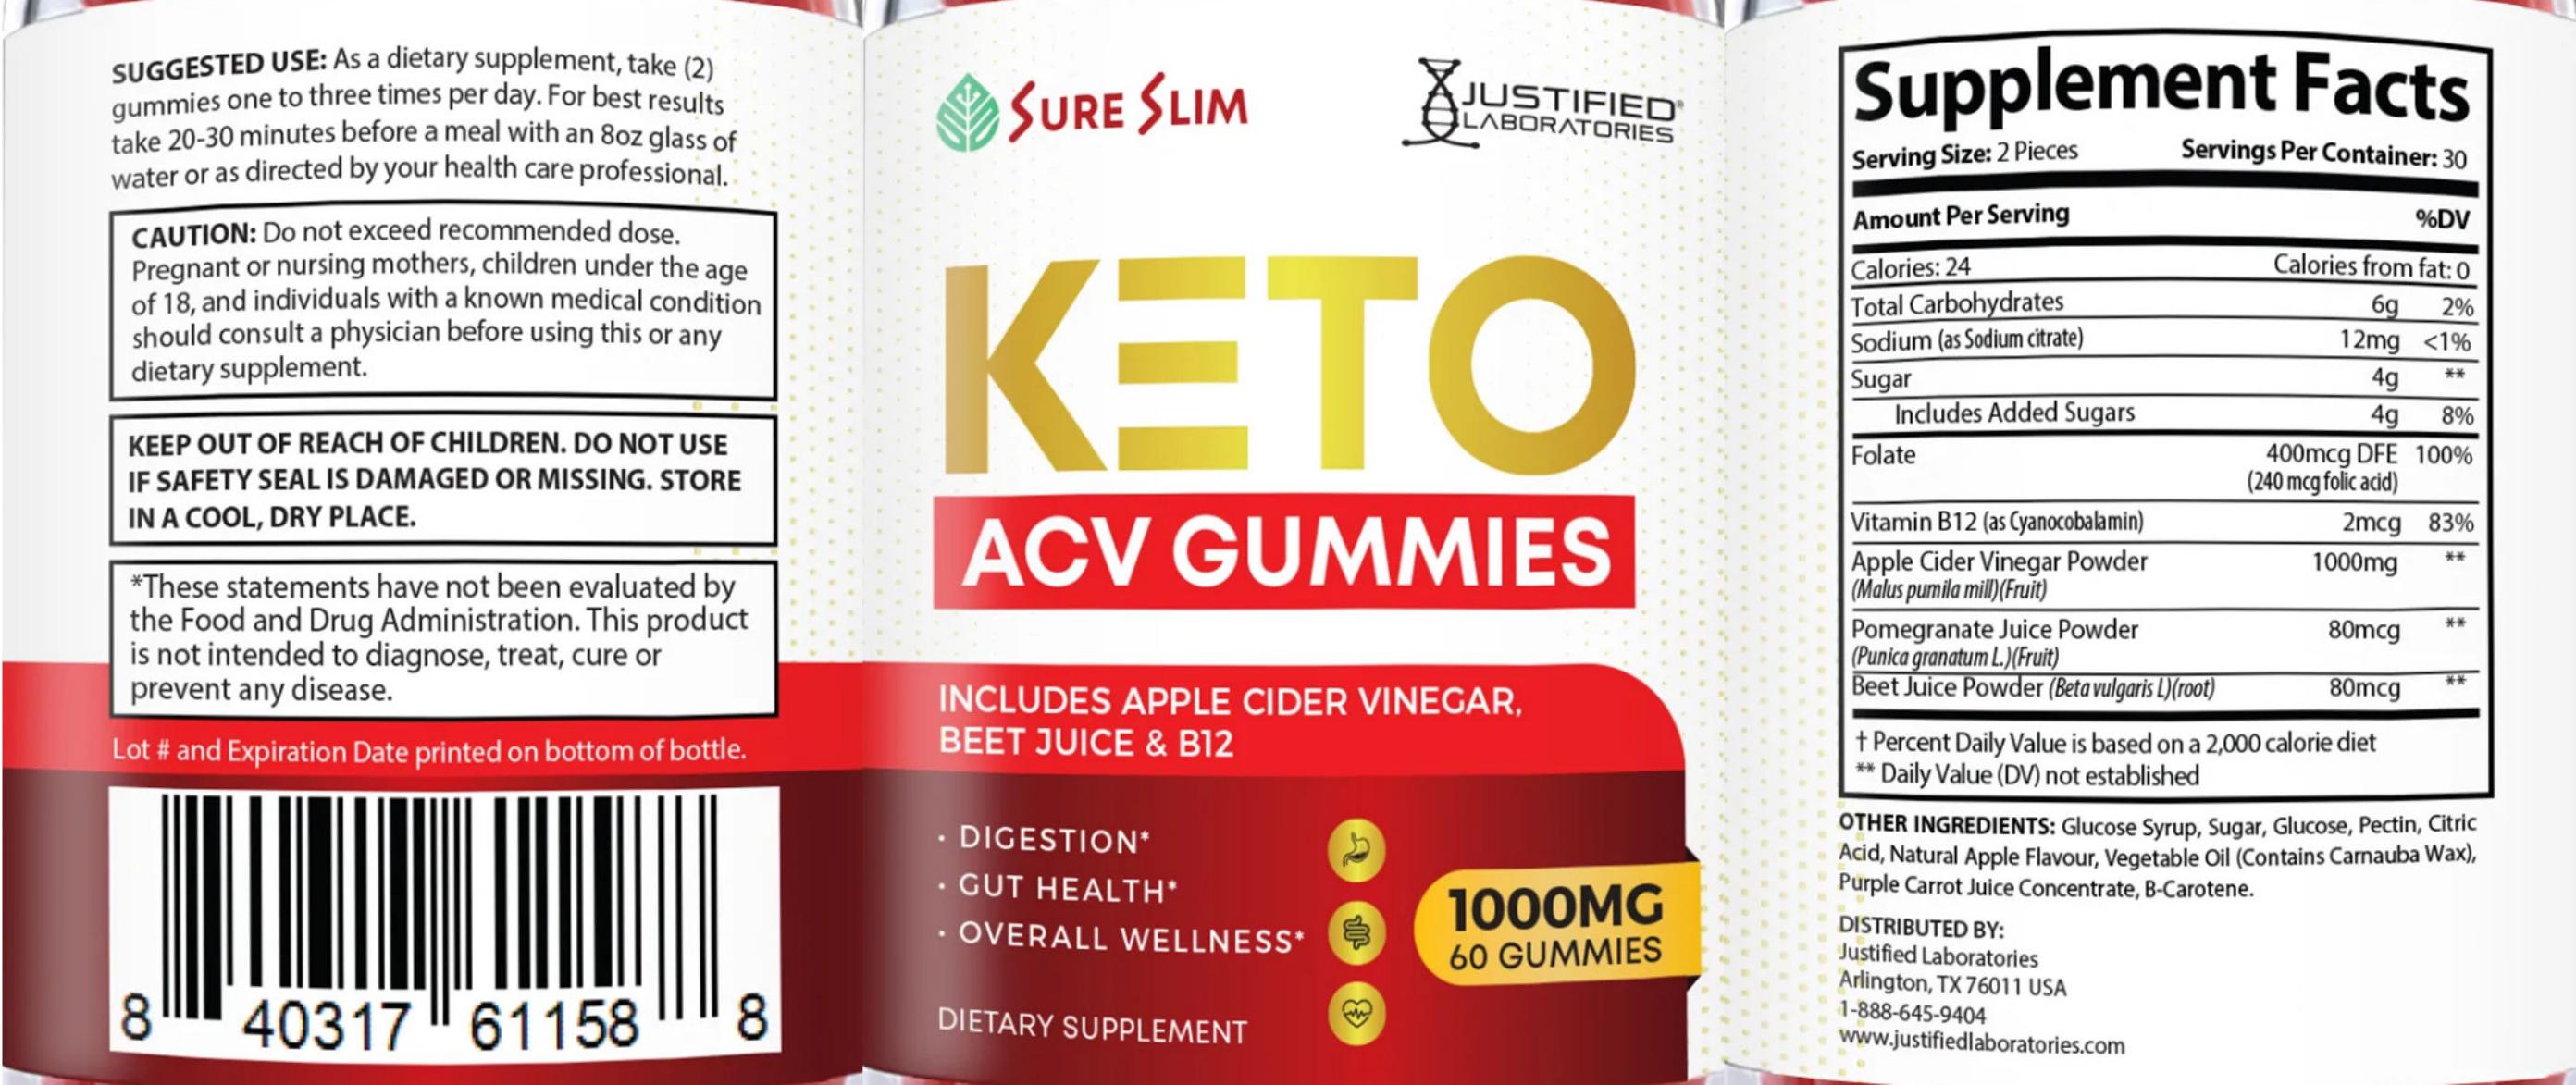 SUGGESTED USE: As a dietary supplement, take (2)
gummies one to three times per day. For best results
take 20-30 minutes before a meal with an 8oz glass of
water or as directed by your health care professional.
CAUTION: Do not exceed recommended dose.
Pregnant or nursing mothers, children under the age
of 18, and individuals with a known medical condition
should consult a physician before using this or any
dietary supplement.
KEEP OUT OF REACH OF CHILDREN. DO NOT USE
IF SAFETY SEAL IS DAMAGED OR MISSING. STORE
IN A COOL, DRY PLACE.
*These statements have not been evaluated by
the Food and Drug Administration. This product
is not intended to diagnose, treat, cure or
prevent any disease.
Lot # and Expiration Date printed on bottom of bottle.
8 40317 61158 8
SURE SLIM
JUSTIFIED®
LABORATORIES
KETO
ACV GUMMIES
INCLUDES APPLE CIDER VINEGAR,
BEET JUICE & B12
· DIGESTION*
· GUT HEALTH*
· OVERALL WELLNESS*
1000MG
60 GUMMIES
DIETARY SUPPLEMENT
Supplement Facts
Serving Size: 2 Pieces Servings Per Container: 30
Amount Per Serving %DV
Calories: 24 Calories from fat: 0
Total Carbohydrates 6g 2%
Sodium (as Sodium citrate) 12mg <1%
Sugar 4g **
Includes Added Sugars 4g 8%
Folate 400mcg DFE 100%
(240 mcg folic acid)
Vitamin B12 (as Cyanocobalamin) 2mcg 83%
Apple Cider Vinegar Powder 1000mg **
(Malus pumila mill)(Fruit)
Pomegranate Juice Powder 80mcg **
(Punica granatum L.)(Fruit)
Beet Juice Powder (Beta vulgaris L)(root) 80mcg **
† Percent Daily Value is based on a 2,000 calorie diet
** Daily Value (DV) not established
OTHER INGREDIENTS: Glucose Syrup, Sugar, Glucose, Pectin, Citric
Acid, Natural Apple Flavour, Vegetable Oil (Contains Carnauba Wax),
Purple Carrot Juice Concentrate, B-Carotene.
DISTRIBUTED BY:
Justified Laboratories
Arlington, TX 76011 USA
1-888-645-9404
www.justifiedlaboratories.com